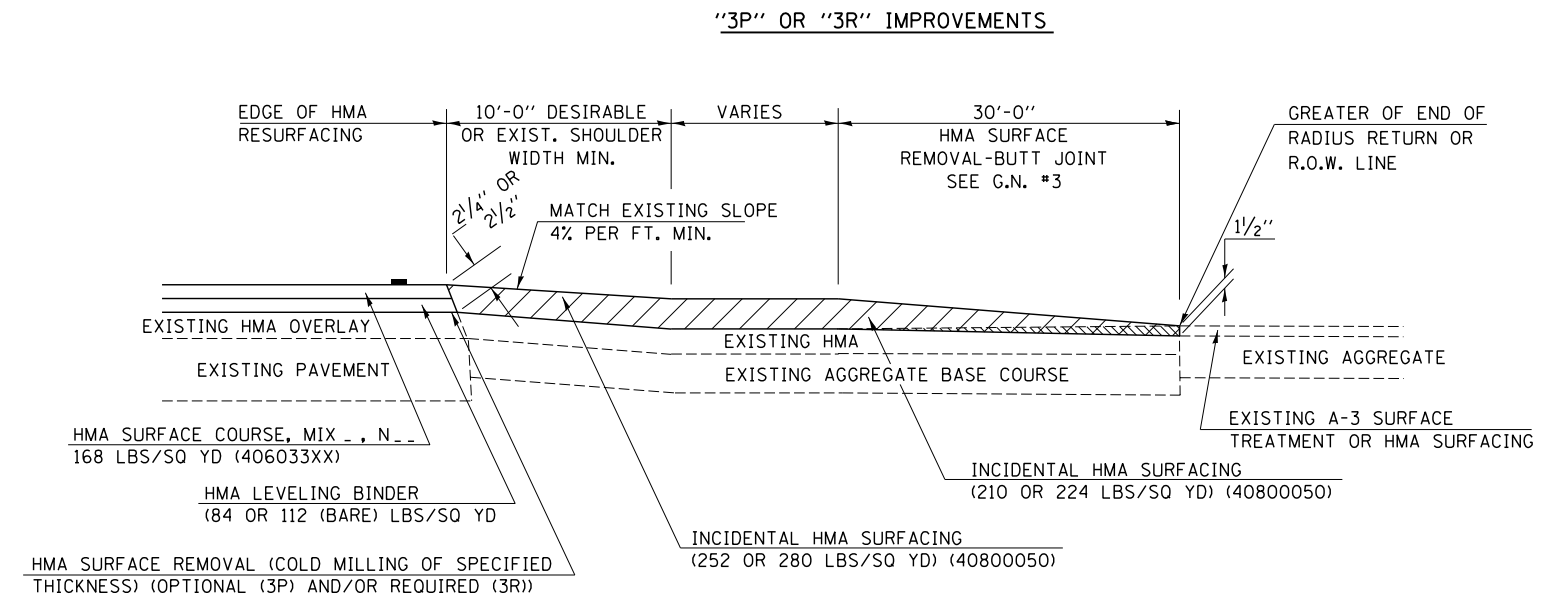 "3P" OR "3R" IMPROVEMENTS
EDGE OF HMA
RESURFACING
10'-0" DESIRABLE
OR EXIST. SHOULDER
WIDTH MIN.
VARIES
30'-0"
HMA SURFACE
REMOVAL-BUTT JOINT
SEE G.N. #3
GREATER OF END OF
RADIUS RETURN OR
R.O.W. LINE
2 1/4" OR
2 1/2"
MATCH EXISTING SLOPE
4% PER FT. MIN.
1 1/2"
EXISTING HMA OVERLAY
EXISTING HMA
EXISTING PAVEMENT
EXISTING AGGREGATE BASE COURSE
EXISTING AGGREGATE
EXISTING A-3 SURFACE
TREATMENT OR HMA SURFACING
HMA SURFACE COURSE, MIX _ , N_ _
168 LBS/SQ YD (406033XX)
HMA LEVELING BINDER
(84 OR 112 (BARE) LBS/SQ YD
INCIDENTAL HMA SURFACING
(210 OR 224 LBS/SQ YD) (40800050)
INCIDENTAL HMA SURFACING
(252 OR 280 LBS/SQ YD) (40800050)
HMA SURFACE REMOVAL (COLD MILLING OF SPECIFIED
THICKNESS) (OPTIONAL (3P) AND/OR REQUIRED (3R))